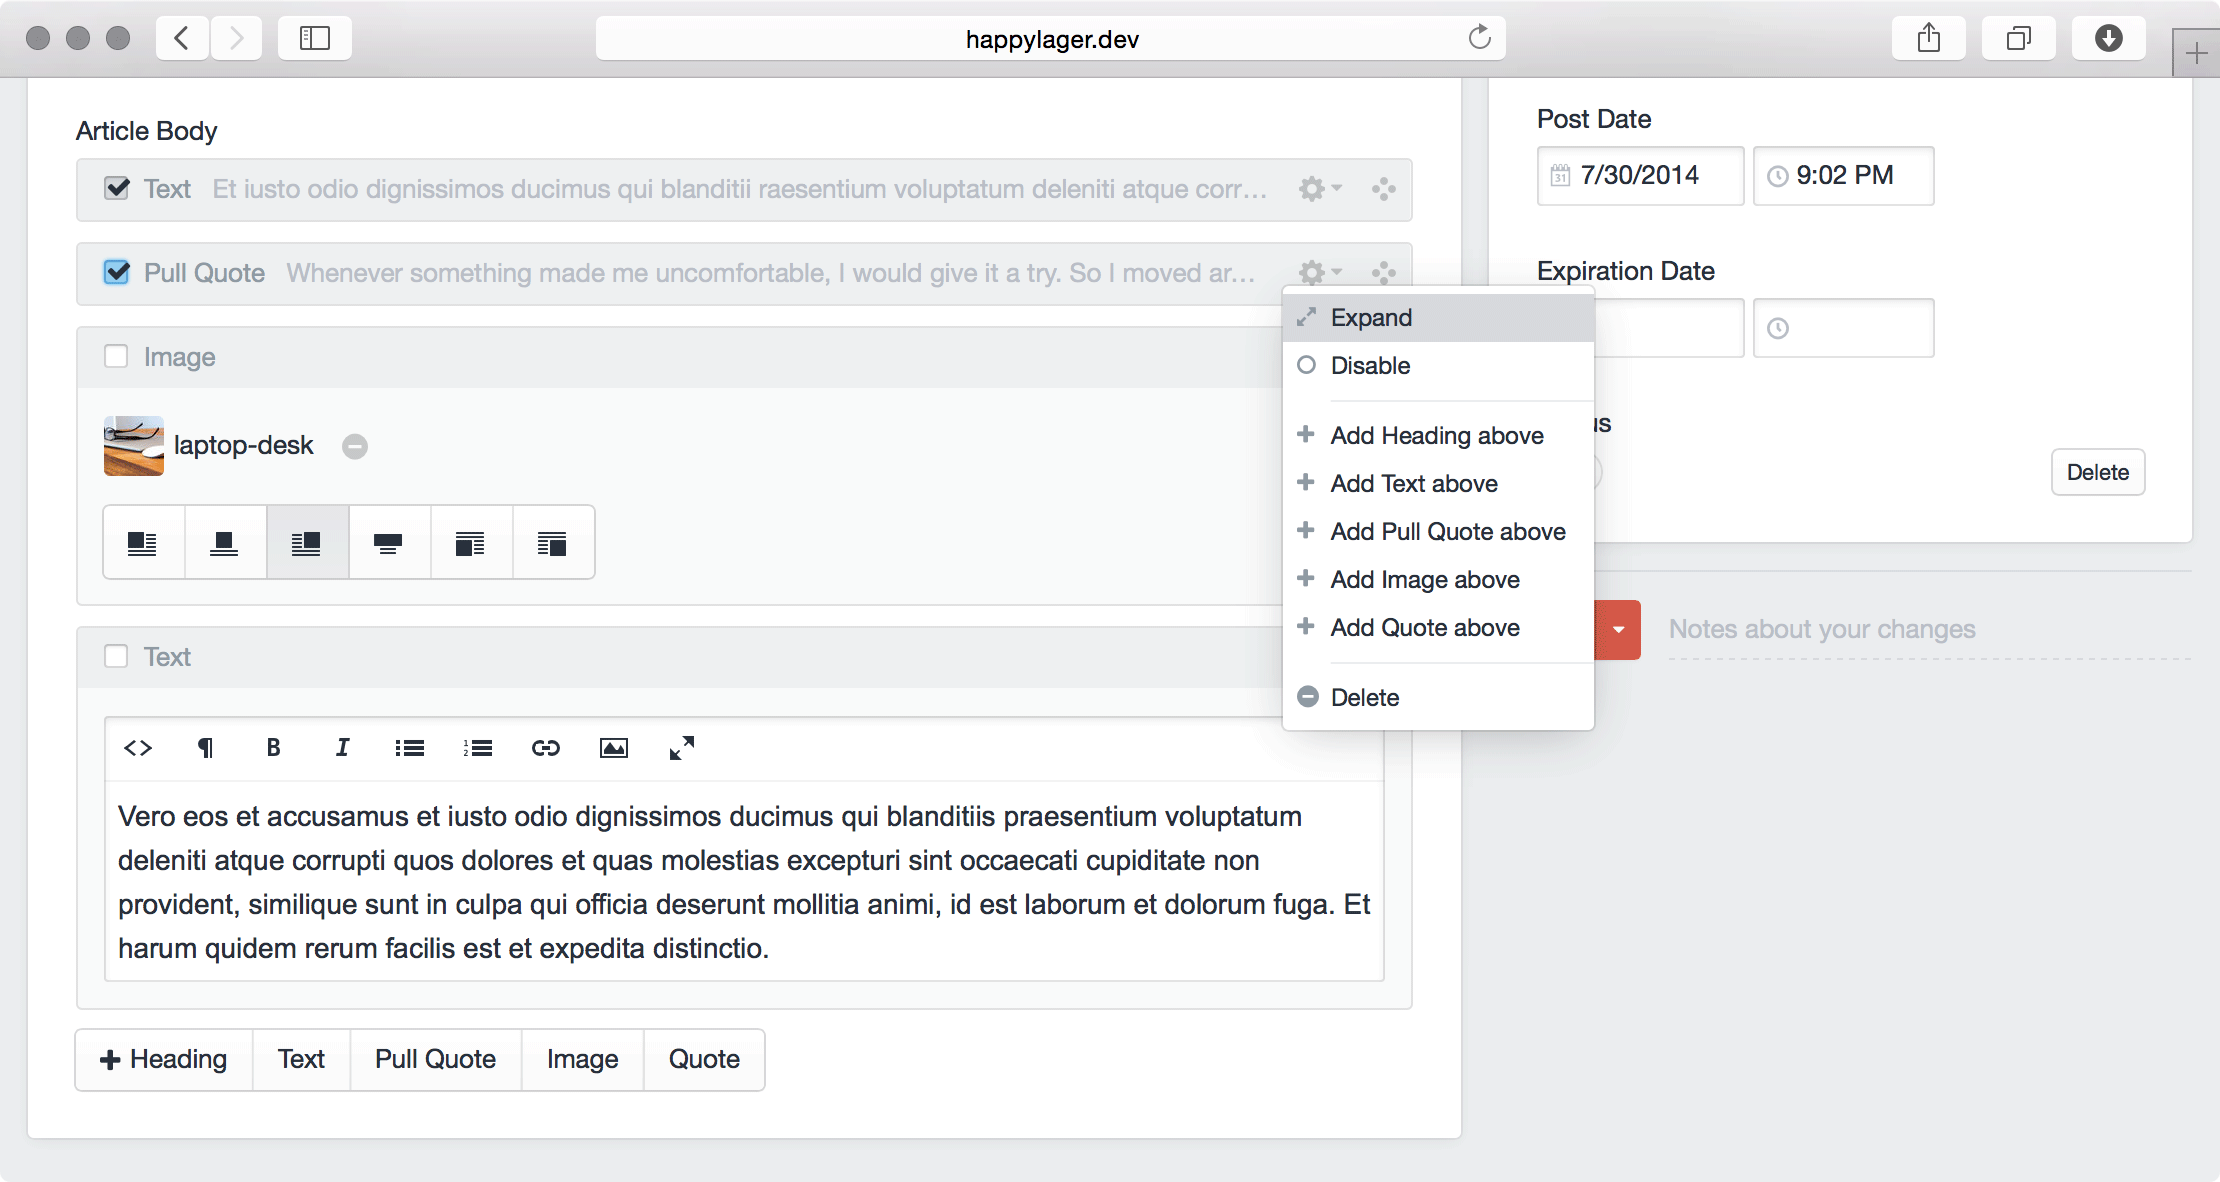 happylager.dev
Article Body
Text Et iusto odio dignissimos ducimus qui blanditii raesentium voluptatum deleniti atque corr...
Pull Quote Whenever something made me uncomfortable, I would give it a try. So I moved ar...
Image
laptop-desk
Text
B I
Vero eos et accusamus et iusto odio dignissimos ducimus qui blanditiis praesentium voluptatum
deleniti atque corrupti quos dolores et quas molestias excepturi sint occaecati cupiditate non
provident, similique sunt in culpa qui officia deserunt mollitia animi, id est laborum et dolorum fuga. Et
harum quidem rerum facilis est et expedita distinctio.
Heading Text Pull Quote Image Quote
Expand
Disable
Add Heading above
Add Text above
Add Pull Quote above
Add Image above
Add Quote above
Delete
Post Date
31 7/30/2014 9:02 PM
Expiration Date
us
Delete
Notes about your changes